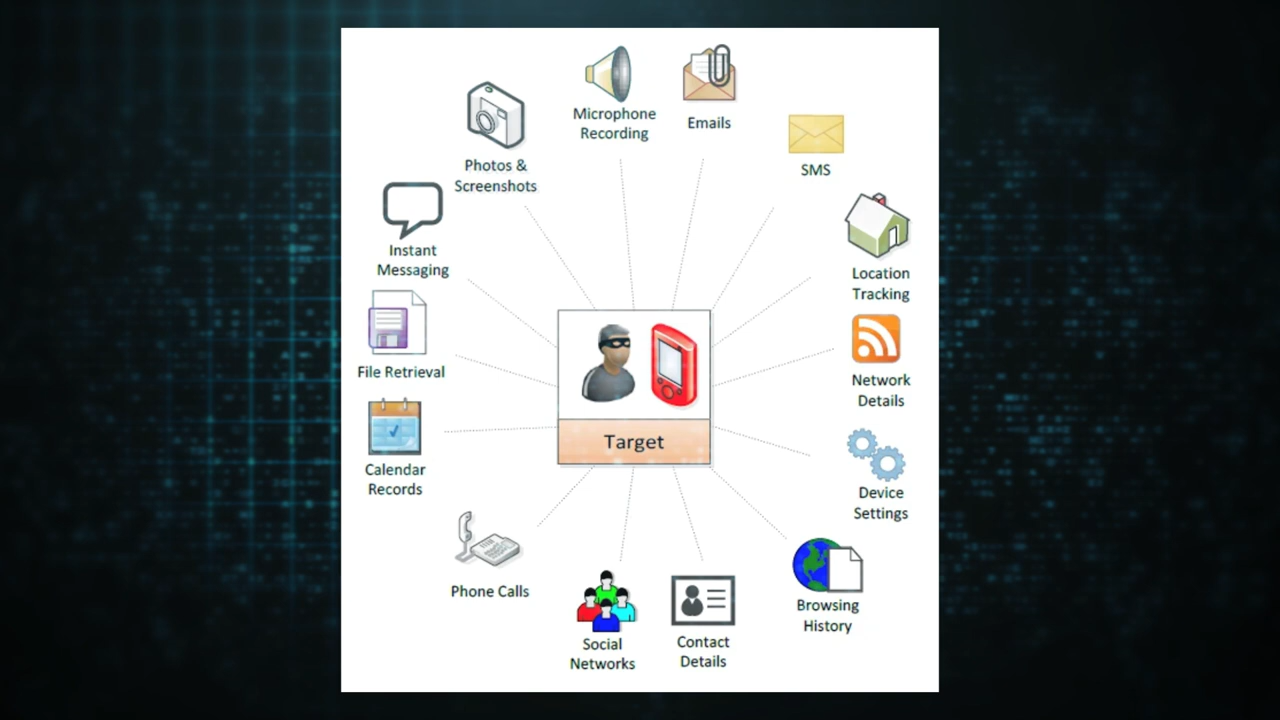 Microphone
Recording
Emails
SMS
Photos &
Screenshots
Instant
Messaging
Location
Tracking
File Retrieval
Network
Details
Target
Calendar
Records
Device
Settings
Phone Calls
Browsing
History
Social
Networks
Contact
Details